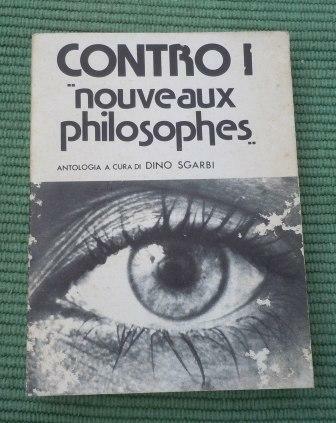 CONTRO I
"nouveaux
philosophes"
ANTOLOGIA A CURA DI DINO SGARBI